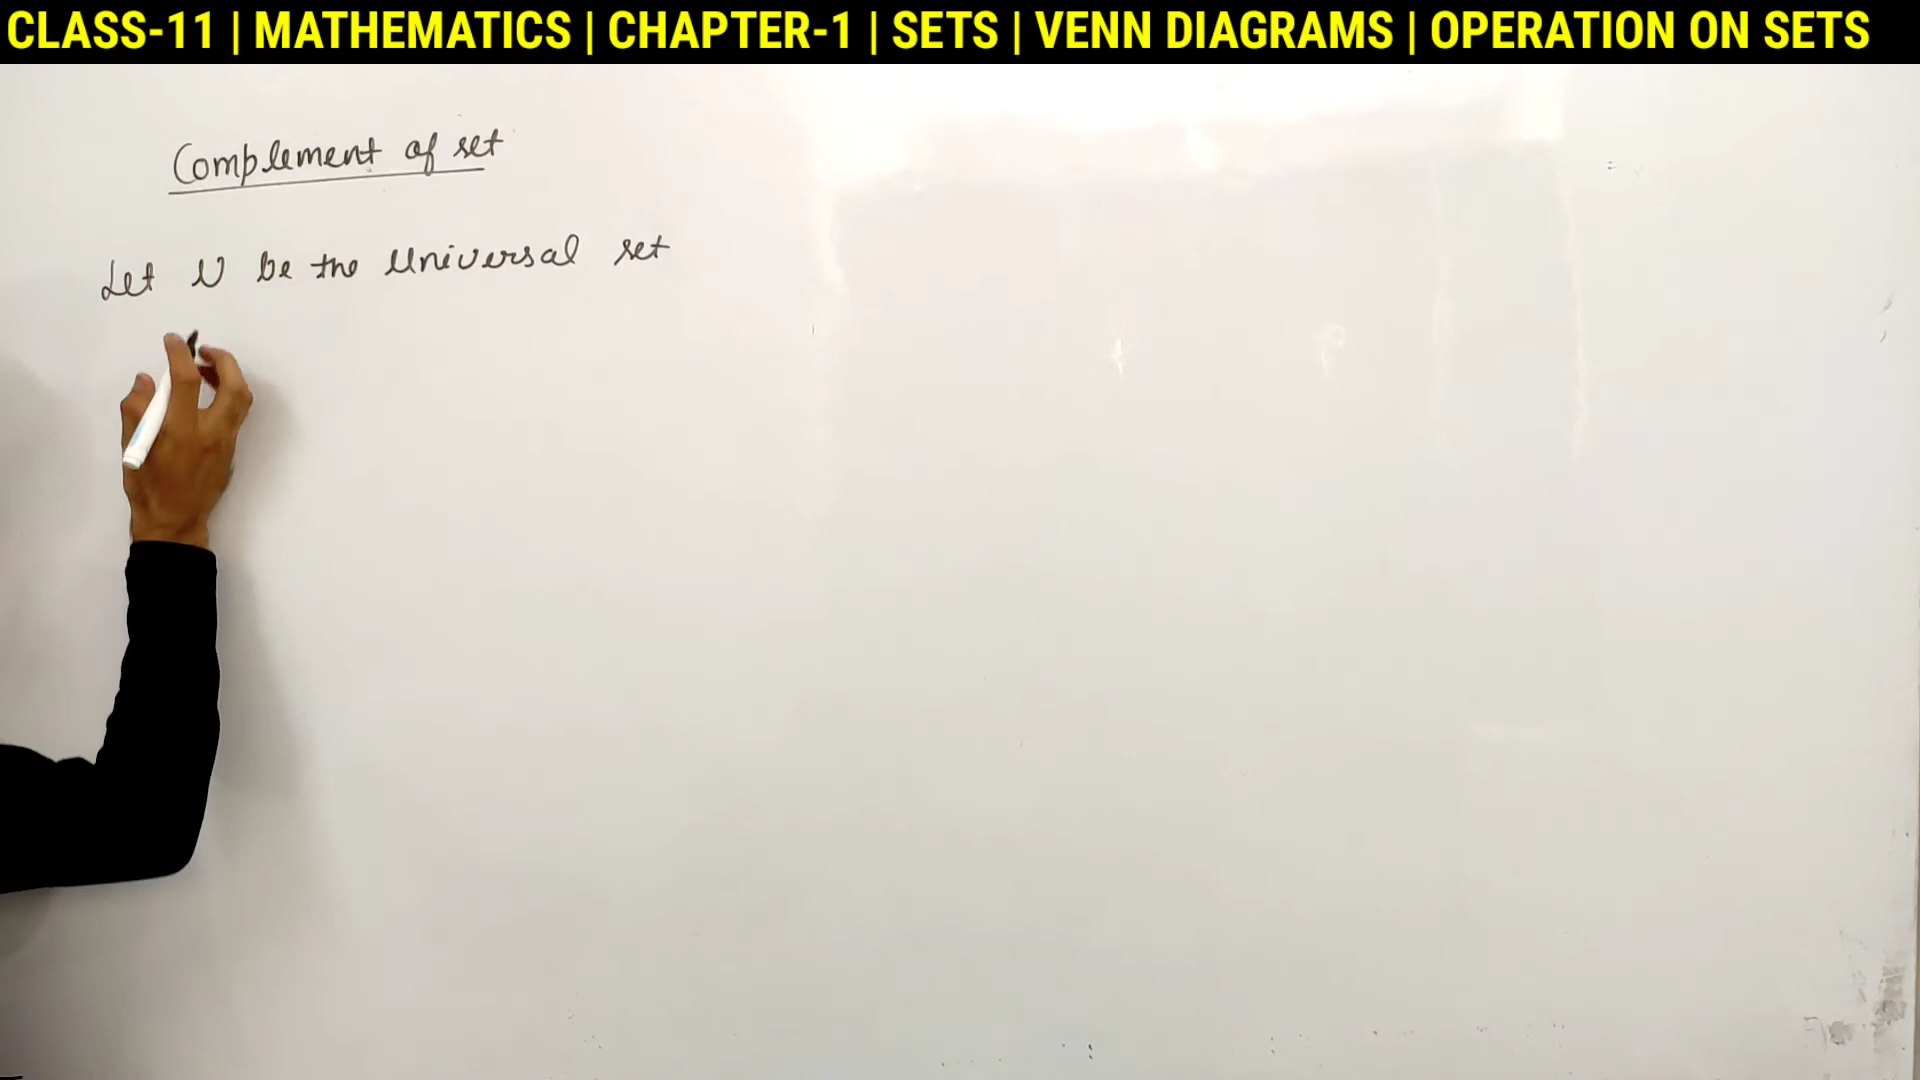 CLASS-11 | MATHEMATICS | CHAPTER-1 | SETS | VENN DIAGRAMS | OPERATION ON SETS
Complement of set
Let U be the Universal set